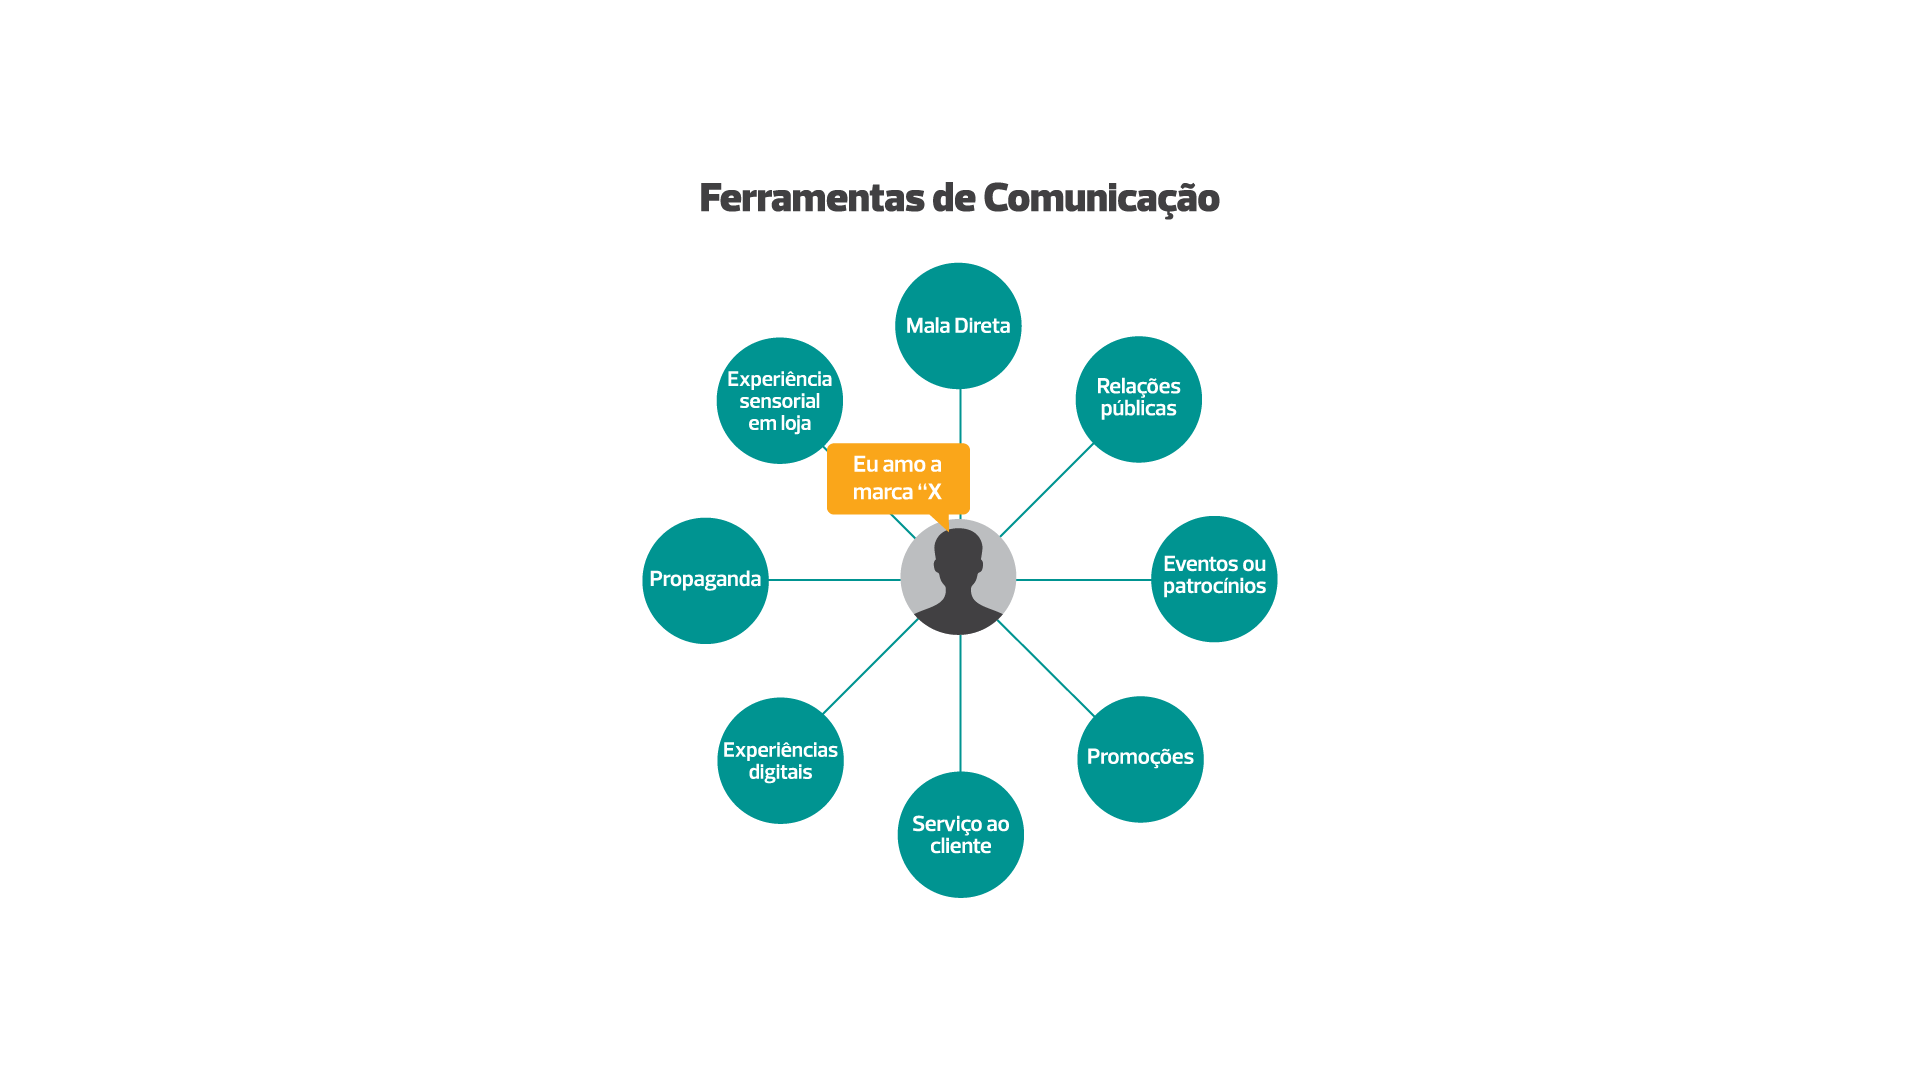 Ferramentas de Comunicação
Mala Direta
Relações
públicas
Experiência
sensorial
em loja
Eu amo a
marca “X
Propaganda
Eventos ou
patrocínios
Experiências
digitais
Promoções
Serviço ao
cliente